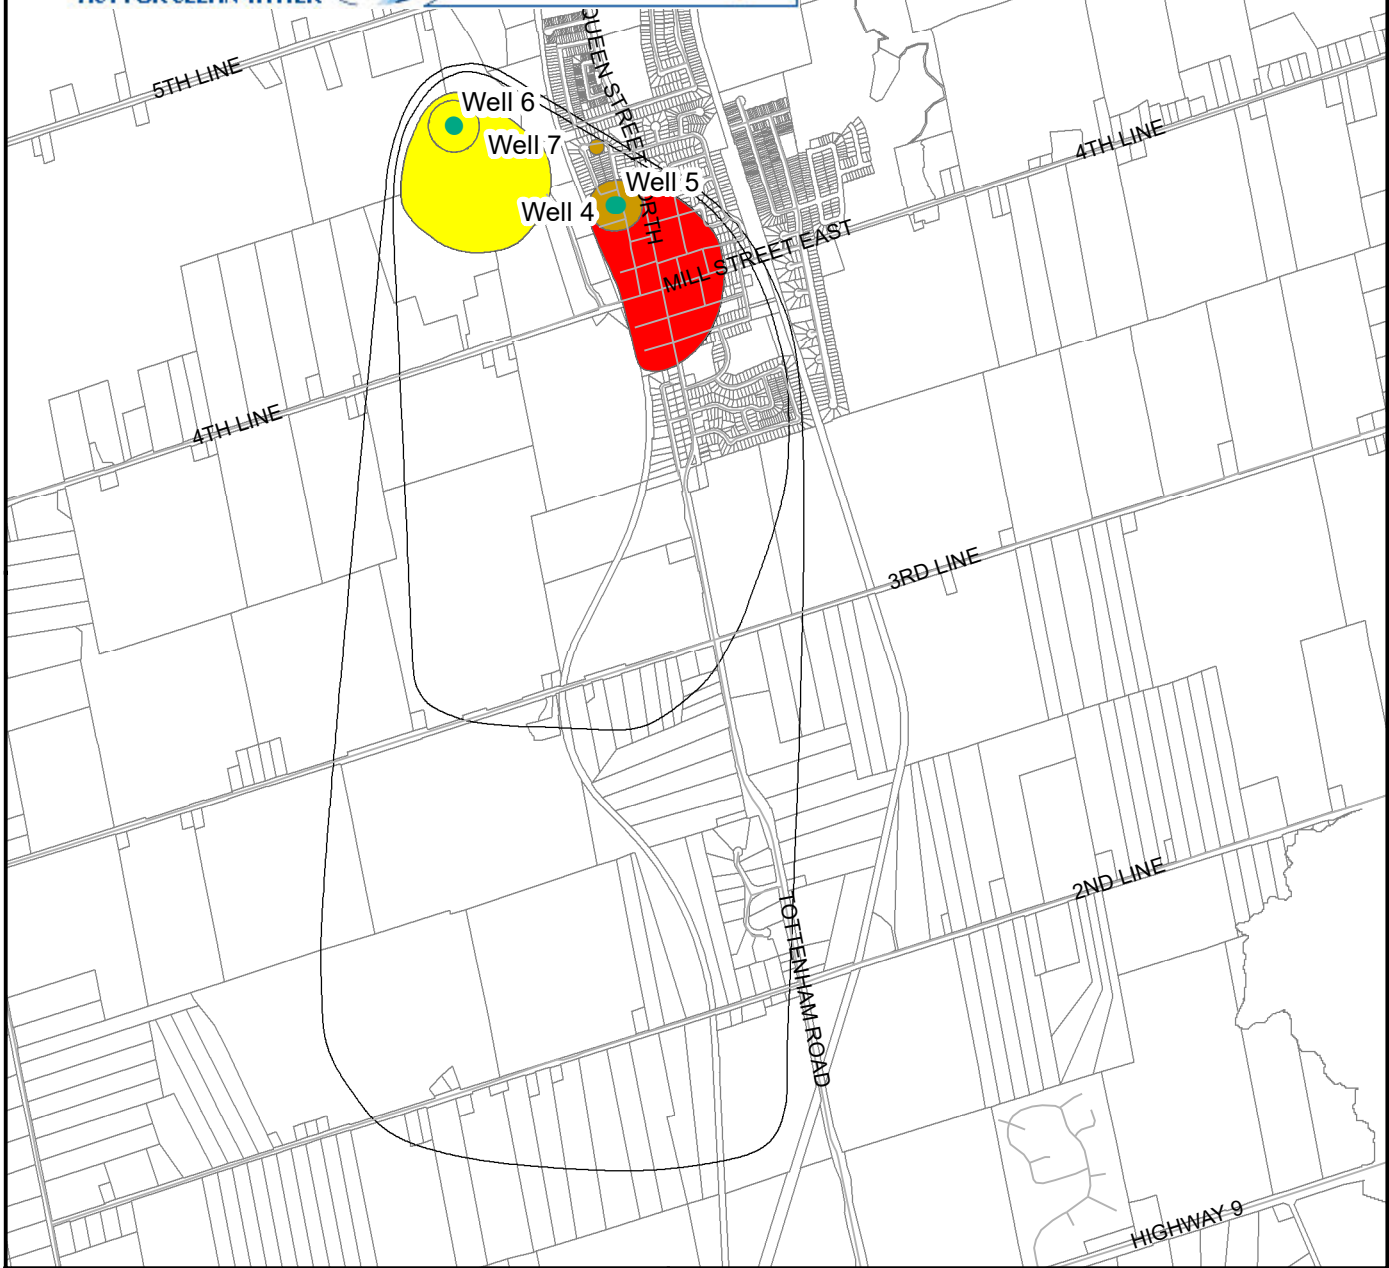 5TH LINE
QUEEN STREET NORTH
4TH LINE
Well 6
Well 7
Well 5
Well 4
MILL STREET EAST
4TH LINE
3RD LINE
2ND LINE
TOTTENHAM ROAD
HIGHWAY 9